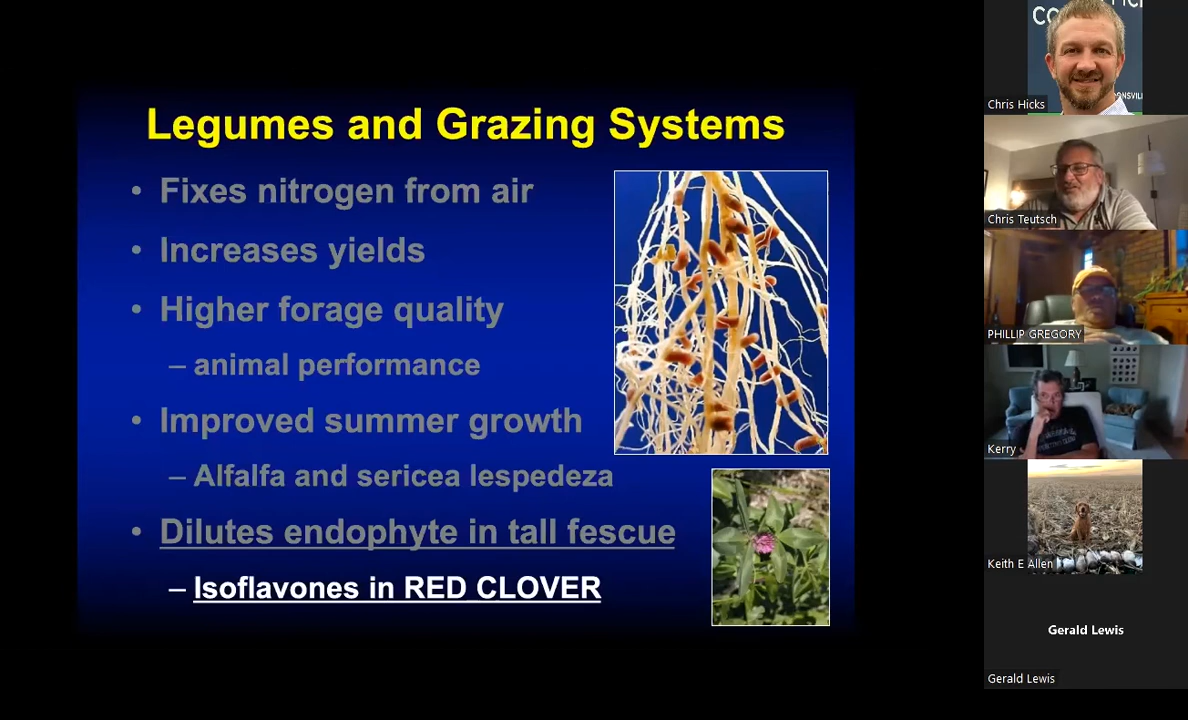 Legumes and Grazing Systems
• Fixes nitrogen from air
• Increases yields
• Higher forage quality
– animal performance
• Improved summer growth
– Alfalfa and sericea lespedeza
• Dilutes endophyte in tall fescue
– Isoflavones in RED CLOVER
Chris Hicks
Chris Teutsch
PHILLIP GREGORY
Kerry
Keith E Allen
Gerald Lewis
Gerald Lewis